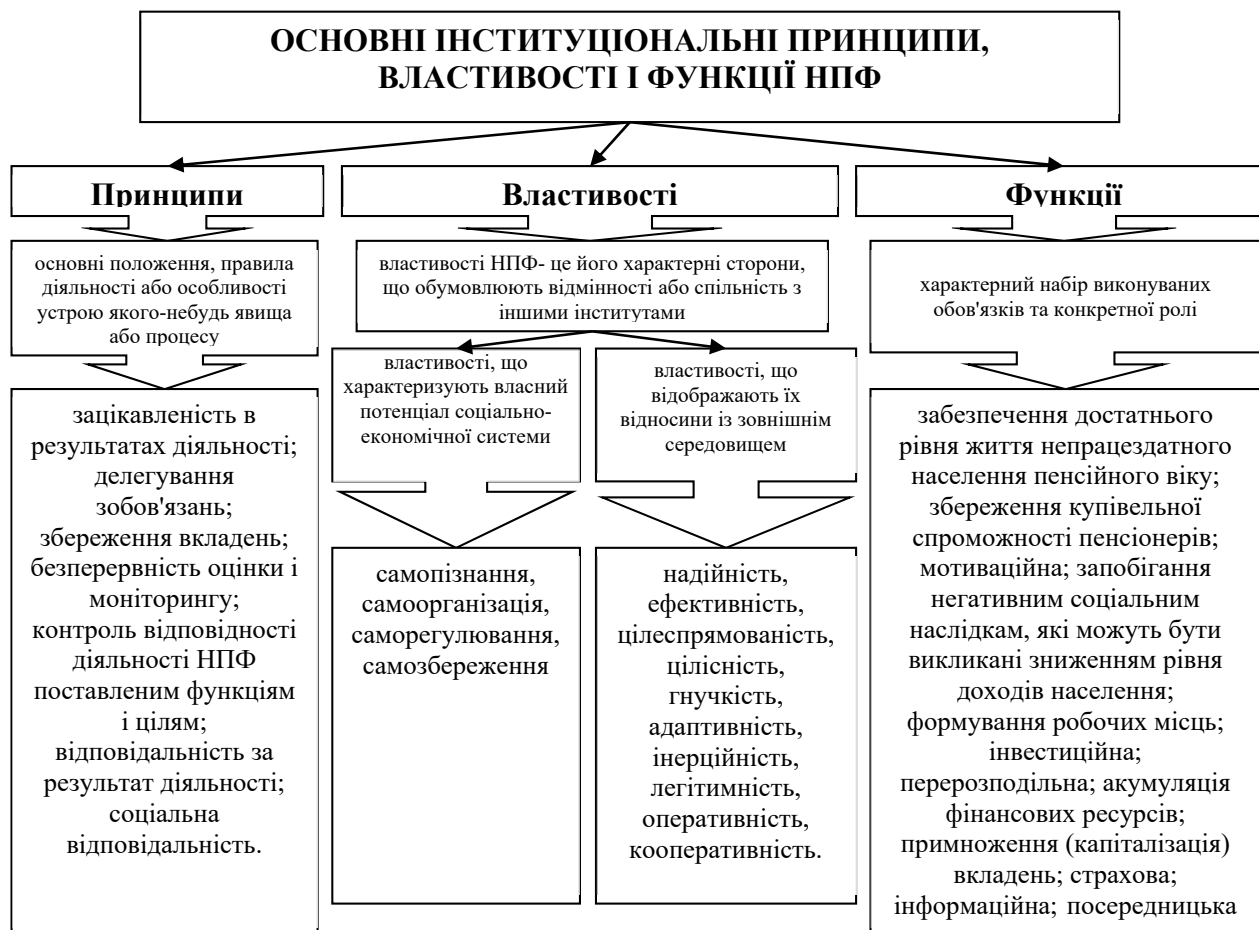 ОСНОВНІ ІНСТИТУЦІОНАЛЬНІ ПРИНЦИПИ,
ВЛАСТИВОСТІ І ФУНКЦІЇ НПФ
Принципи
основні положення, правила
діяльності або особливості
устрою якого-небудь явища
або процесу
зацікавленість в
результатах діяльності;
делегування
зобов'язань;
збереження вкладень;
безперервність оцінки і
моніторингу;
контроль відповідності
діяльності НПФ
поставленим функціям
і цілям;
відповідальність за
результат діяльності;
соціальна
відповідальність.
Властивості
властивості НПФ- це його характерні сторони,
що обумовлюють відмінності або спільність з
іншими інститутами
властивості, що
характеризують власний
потенціал соціально-
економічної системи
самопізнання,
самоорганізація,
саморегулювання,
самозбереження
властивості, що
відображають їх
відносини із зовнішнім
середовищем
надійність,
ефективність,
цілеспрямованість,
цілісність,
гнучкість,
адаптивність,
інерційність,
легітимність,
оперативність,
кооперативність.
Функції
характерний набір виконуваних
обов'язків та конкретної ролі
забезпечення достатнього
рівня життя непрацездатного
населення пенсійного віку;
збереження купівельної
спроможності пенсіонерів;
мотиваційна; запобігання
негативним соціальним
наслідкам, які можуть бути
викликані зниженням рівня
доходів населення;
формування робочих місць;
інвестиційна;
перерозподільна; акумуляція
фінансових ресурсів;
примноження (капіталізація)
вкладень; страхова;
інформаційна; посередницька